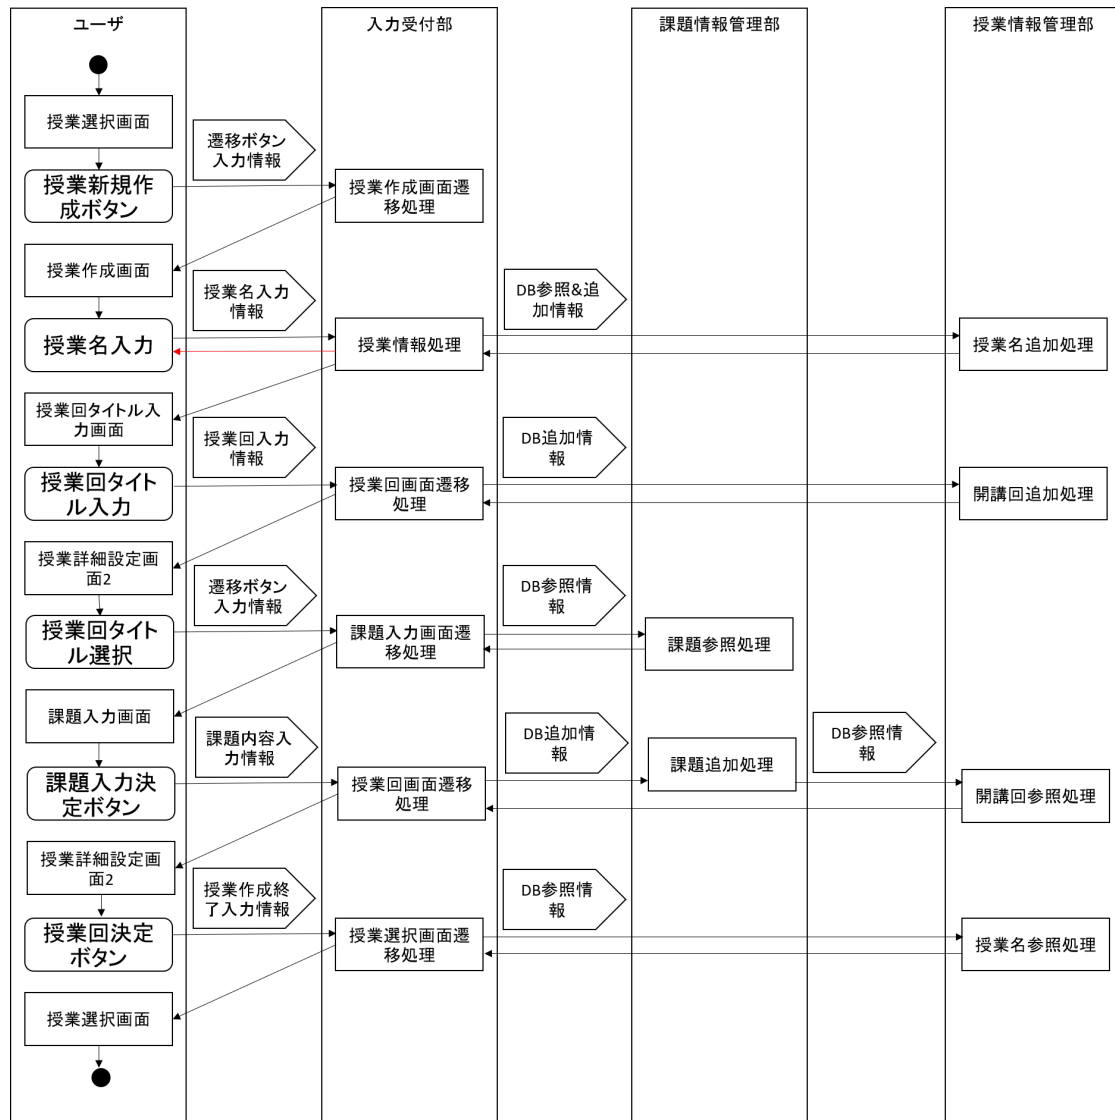 ユーザ
入力受付部
課題情報管理部
授業情報管理部
授業選択画面
遷移ボタン
入力情報
授業新規作
成ボタン
授業作成画面遷
移処理
授業作成画面
授業名入力
情報
DB参照&追
加情報
授業名入力
授業情報処理
授業名追加処理
授業回タイトル入
力画面
授業回入力
情報
DB追加情
報
授業回タイト
ル入力
授業回画面遷移
処理
開講回追加処理
授業詳細設定画
面2
遷移ボタン
入力情報
DB参照情
報
授業回タイト
ル選択
課題入力画面遷
移処理
課題参照処理
課題入力画面
課題内容入
力情報
DB追加情
報
課題追加処理
DB参照情
報
課題入力決
定ボタン
授業回画面遷移
処理
開講回参照処理
授業詳細設定画
面2
授業作成終
了入力情報
DB参照情
報
授業回決定
ボタン
授業選択画面遷
移処理
授業名参照処理
授業選択画面